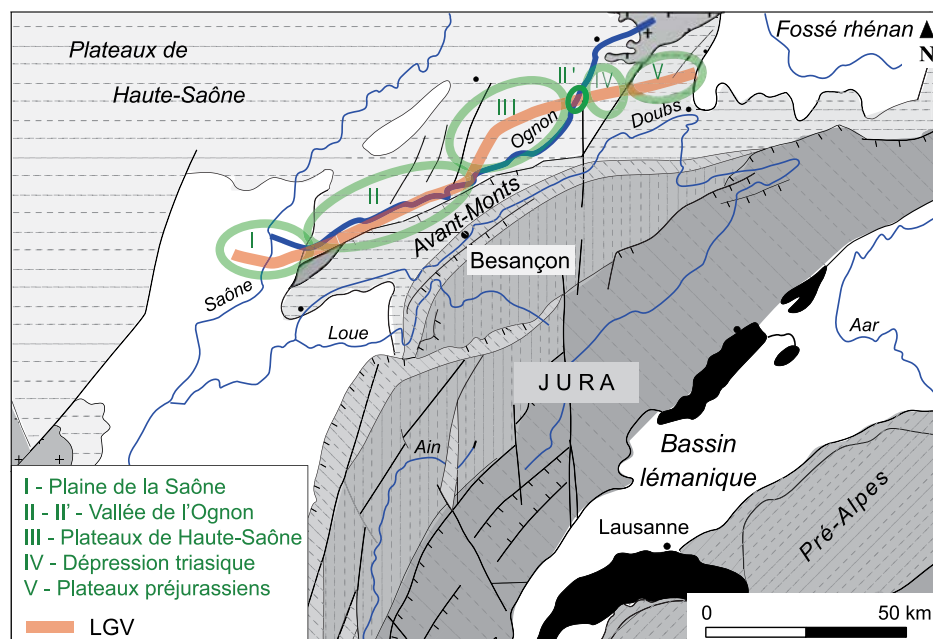 Plateaux de
Haute-Saône
Fossé rhénan
N
II'
IV
V
III
Ognon
Doubs
II
Avant-Monts
I
Besançon
Saône
Loue
Aar
JURA
Ain
Bassin
lémanique
Lausanne
Pré-Alpes
I - Plaine de la Saône
II - II' - Vallée de l'Ognon
III - Plateaux de Haute-Saône
IV - Dépression triasique
V - Plateaux préjurassiens
LGV
0 50 km